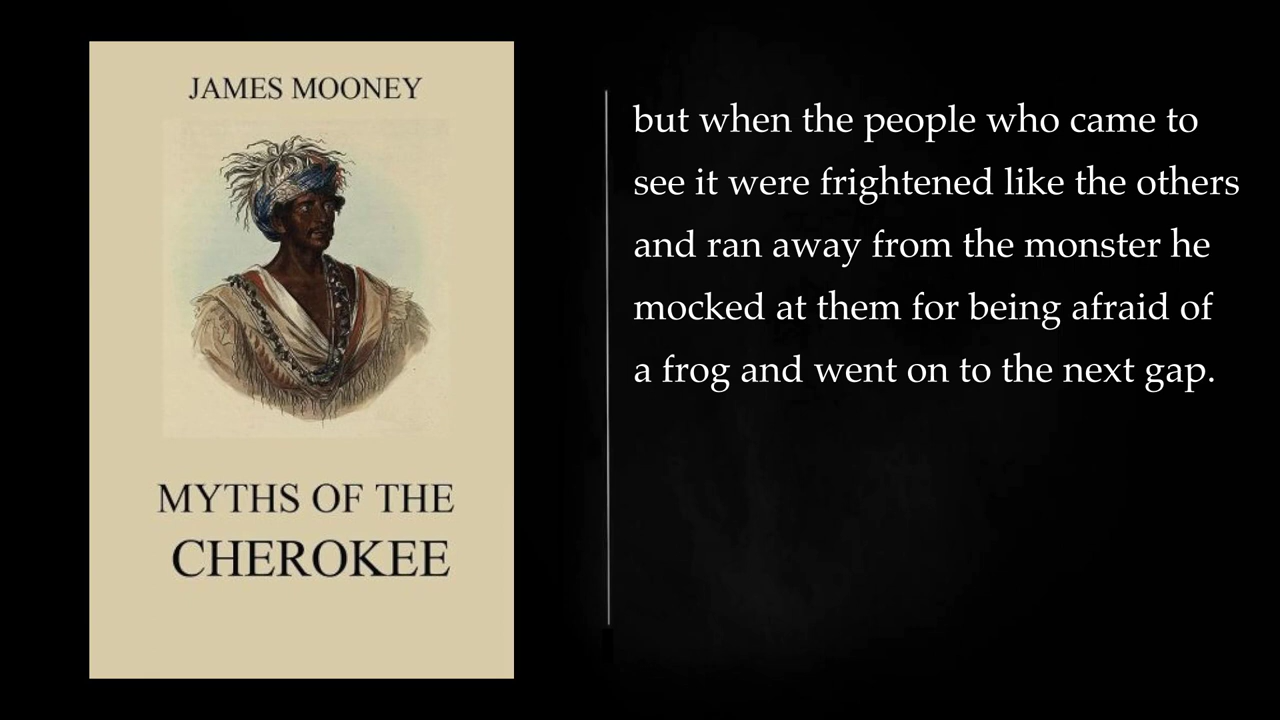 JAMES MOONEY
MYTHS OF THE
CHEROKEE
but when the people who came to
see it were frightened like the others
and ran away from the monster he
mocked at them for being afraid of
a frog and went on to the next gap.